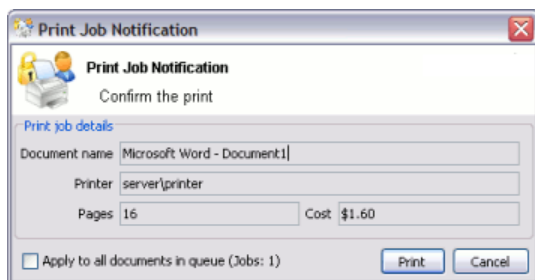 Print Job Notification
Print Job Notification
Confirm the print
Print job details
Document name Microsoft Word - Document1
Printer server\printer
Pages 16 Cost $1.60
Apply to all documents in queue (Jobs: 1) Print Cancel